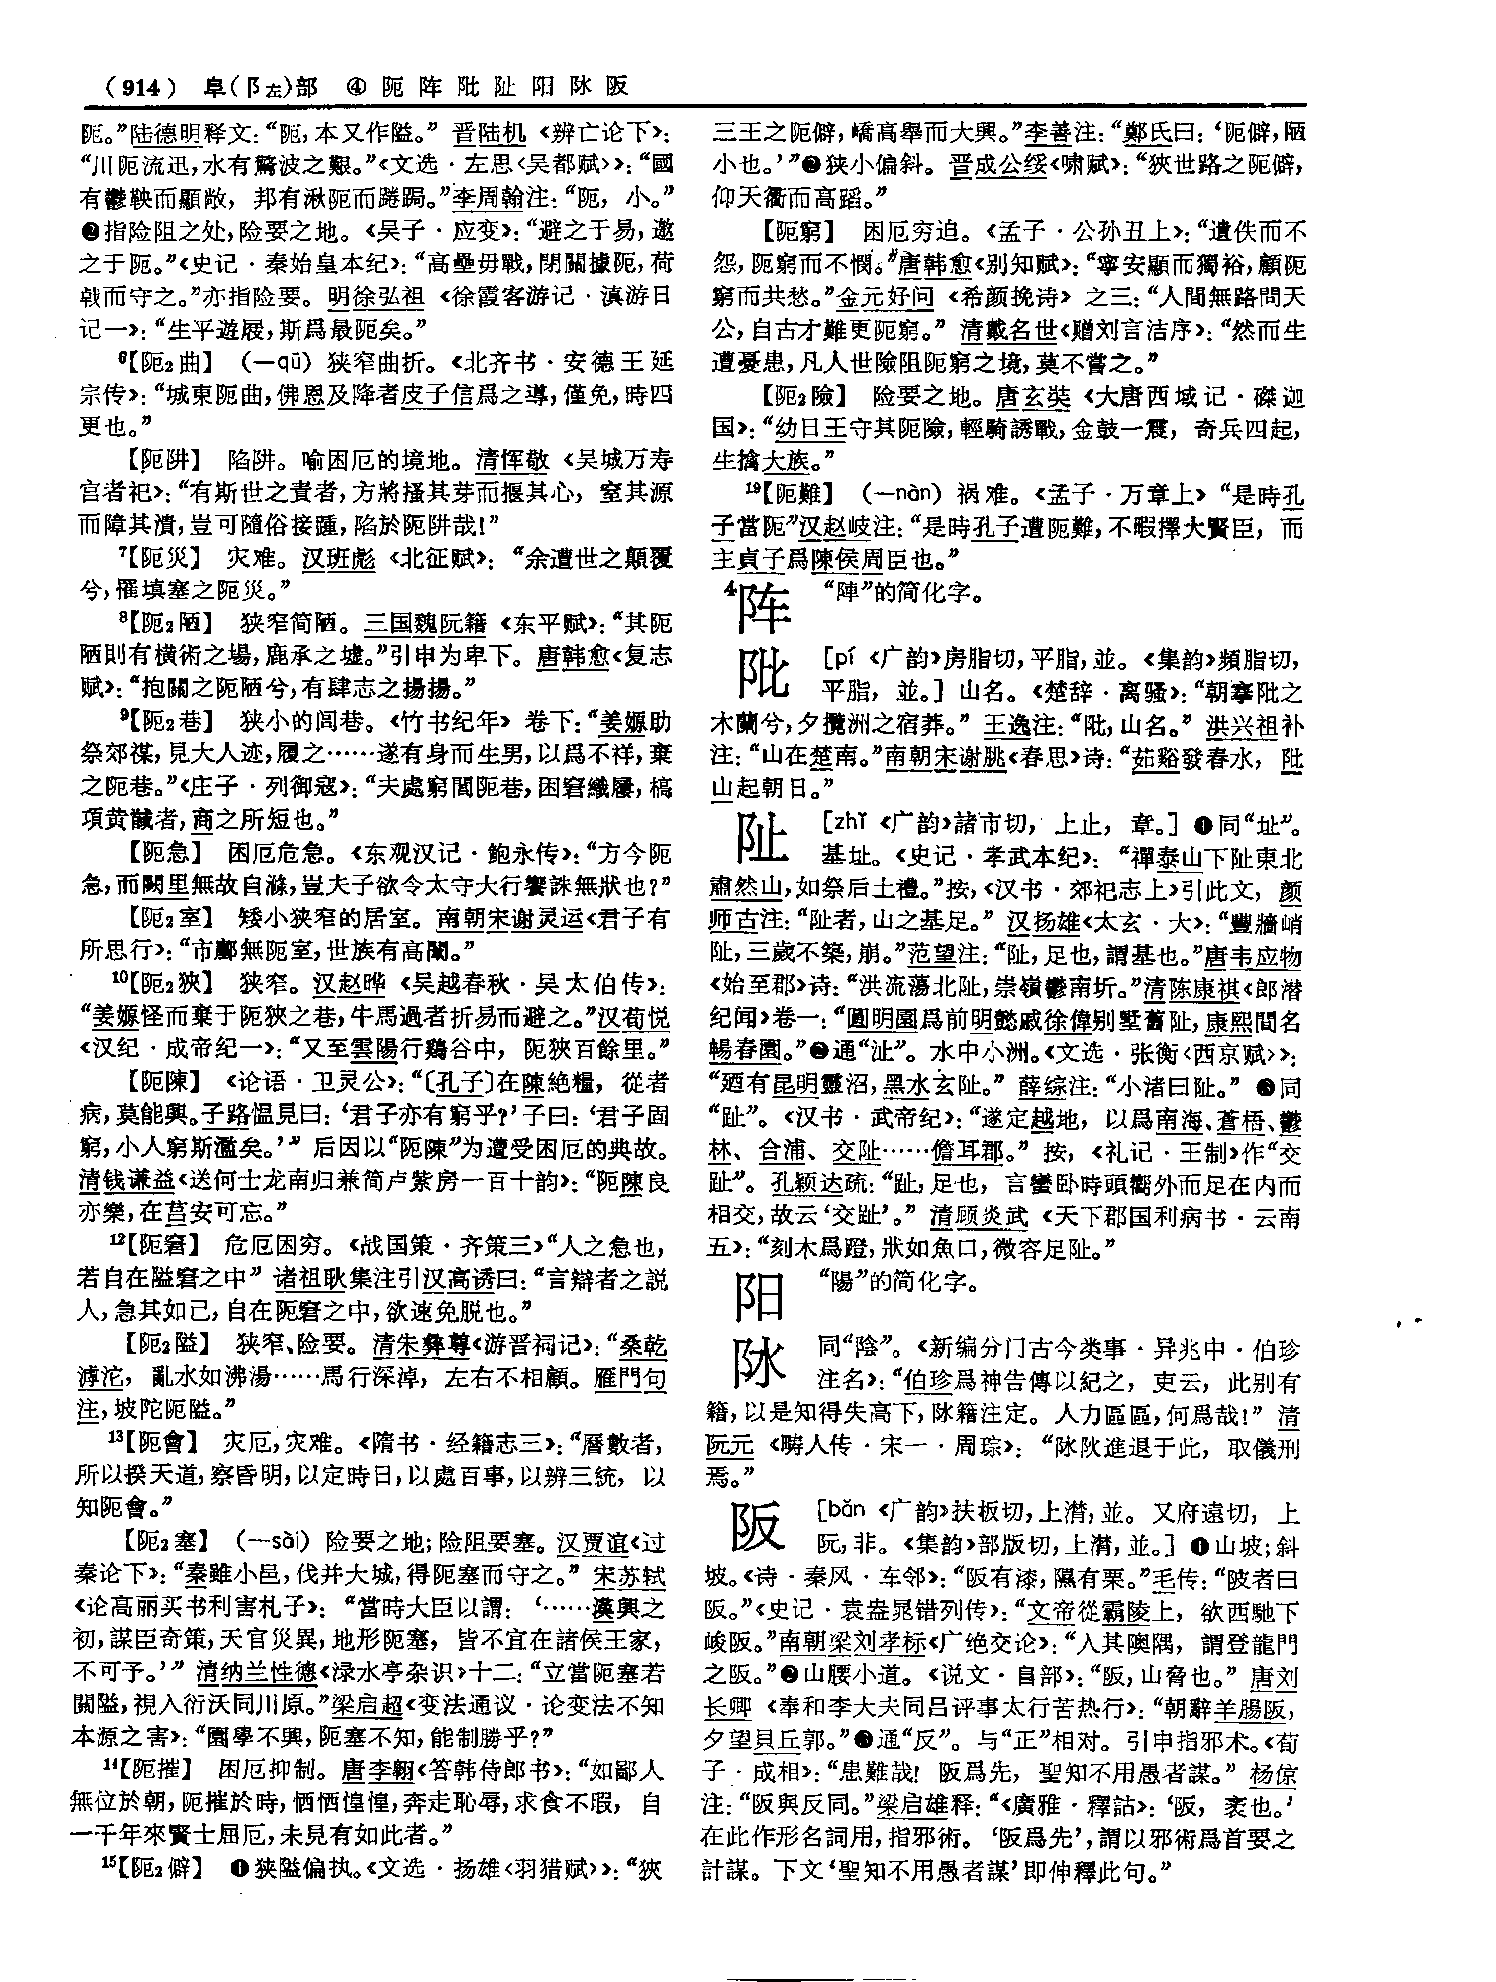 （914） 阜(阝左)部 ④ 阨 阵 阰 阯 阳 阥 阪
阨。”陆德明释文：“阨，本又作隘。” 晋陆机《辨亡论下》：
“川阨流迅，水有驚波之艱。”《文选·左思〈吴都赋〉》：“國
有鬱鞅而顯敞，邦有湫阨而踡跼。”李周翰注：“阨，小。”
❷指险阻之处，险要之地。《吴子·应变》：“避之于易，邀
之于阨。”《史记·秦始皇本纪》：“高壘毋戰，閉關據阨，荷
戟而守之。”亦指险要。明徐弘祖《徐霞客游记·滇游日
记一》：“生平遊屐，斯爲最阨矣。”
⁶【阨₂曲】（—qū）狭窄曲折。《北齐书·安德王延
宗传》：“城東阨曲，佛恩及降者皮子信爲之導，僅免，時四
更也。”
【阨阱】 陷阱。喻困厄的境地。清恽敬《吴城万寿
宫者祀》：“有斯世之責者，方將搔其芽而揠其心，窒其源
而障其潰，豈可隨俗接踵，陷於阨阱哉！”
⁷【阨災】 灾难。汉班彪《北征赋》：“余遭世之顛覆
兮，罹填塞之阨災。”
⁸【阨₂陋】 狭窄简陋。三国魏阮籍《东平赋》：“其阨
陋則有橫術之場，鹿承之墟。”引申为卑下。唐韩愈《复志
赋》：“抱關之阨陋兮，有肆志之揚揚。”
⁹【阨₂巷】 狭小的闾巷。《竹书纪年》卷下：“姜嫄助
祭郊禖，見大人迹，履之……遂有身而生男，以爲不祥，棄
之阨巷。”《庄子·列御寇》：“夫處窮閭阨巷，困窘織屨，槁
項黄馘者，商之所短也。”
【阨急】 困厄危急。《东观汉记·鲍永传》：“方今阨
急，而闕里無故自滌，豈夫子欲令太守大行饗誅無狀也？”
【阨₂室】 矮小狭窄的居室。南朝宋谢灵运《君子有
所思行》：“市鄽無阨室，世族有高闈。”
¹⁰【阨₂狹】 狭窄。汉赵晔《吴越春秋·吴太伯传》：
“姜嫄怪而棄于阨狹之巷，牛馬過者折易而避之。”汉荀悦
《汉纪·成帝纪一》：“又至雲陽行鷄谷中，阨狹百餘里。”
【阨陳】《论语·卫灵公》：“〔孔子〕在陳絶糧，從者
病，莫能興。子路愠見曰：‘君子亦有窮乎？’子曰：‘君子固
窮，小人窮斯濫矣。’”后因以“阨陳”为遭受困厄的典故。
清钱谦益《送何士龙南归兼简卢紫房一百十韵》：“阨陳良
亦樂，在莒安可忘。”
¹²【阨窘】 危厄困穷。《战国策·齐策三》“人之急也，
若自在隘窘之中” 诸祖耿集注引汉高诱曰：“言辯者之説
人，急其如己，自在阨窘之中，欲速免脱也。”
【阨₂隘】 狭窄、险要。清朱彝尊《游晋祠记》：“桑乾
滹沱，亂水如沸湯……馬行深淖，左右不相顧。雁門句
注，坡陀阨隘。”
¹³【阨會】 灾厄，灾难。《隋书·经籍志三》：“曆數者，
所以揆天道，察昏明，以定時日，以處百事，以辨三統，以
知阨會。”
【阨₂塞】（—sài）险要之地；险阻要塞。汉贾谊《过
秦论下》：“秦雖小邑，伐并大城，得阨塞而守之。” 宋苏轼
《论高丽买书利害札子》：“當時大臣以謂：‘……漢興之
初，謀臣奇策，天官災異，地形阨塞，皆不宜在諸侯王家，
不可予。’” 清纳兰性德《渌水亭杂识》十二：“立當阨塞若
關隘，視入衍沃同川原。”梁启超《变法通议·论变法不知
本源之害》：“園學不興，阨塞不知，能制勝乎？”
¹⁴【阨摧】 困厄抑制。唐李翱《答韩侍郎书》：“如鄙人
無位於朝，阨摧於時，恓恓惶惶，奔走恥辱，求食不暇，自
一千年來賢士屈厄，未見有如此者。”
¹⁵【阨₂僻】 ❶狭隘偏执。《文选·扬雄〈羽猎赋〉》：“狹
三王之阨僻，嶠高舉而大興。”李善注：“鄭氏曰：‘阨僻，陋
小也。’”❷狭小偏斜。晋成公绥《啸赋》：“狹世路之阨僻，
仰天衢而高蹈。”
【阨窮】 困厄穷迫。《孟子·公孙丑上》：“遺佚而不
怨，阨窮而不憫。”唐韩愈《别知赋》：“寧安顯而獨裕，顧阨
窮而共愁。”金元好问《希颜挽诗》之三：“人間無路問天
公，自古才難更阨窮。” 清戴名世《赠刘言洁序》：“然而生
遭憂患，凡人世險阻阨窮之境，莫不嘗之。”
【阨₂險】 险要之地。唐玄奘《大唐西域记·磔迦
国》：“幼日王守其阨險，輕騎誘戰，金鼓一震，奇兵四起，
生擒大族。”
¹⁹【阨難】（—nàn）祸难。《孟子·万章上》“是時孔
子當阨”汉赵岐注：“是時孔子遭阨難，不暇擇大賢臣，而
主貞子爲陳侯周臣也。”
⁴阵 “陣”的简化字。
阰 [pí《广韵》房脂切，平脂，並。《集韵》頻脂切，
平脂，並。] 山名。《楚辞·离骚》：“朝搴阰之
木蘭兮，夕攬洲之宿莽。” 王逸注：“阰，山名。” 洪兴祖补
注：“山在楚南。”南朝宋谢朓《春思》诗：“茹谿發春水，阰
山起朝日。”
阯 [zhǐ《广韵》諸市切，上止，章。] ❶同“址”。
基址。《史记·孝武本纪》：“禪泰山下阯東北
肅然山，如祭后土禮。”按，《汉书·郊祀志上》引此文，颜
师古注：“阯者，山之基足。” 汉扬雄《太玄·大》：“豐牆峭
阯，三歲不築，崩。”范望注：“阯，足也，謂基也。”唐韦应物
《始至郡》诗：“洪流蕩北阯，崇嶺鬱南圻。”清陈康祺《郎潜
纪闻》卷一：“圓明園爲前明懿戚徐偉别墅舊阯，康熙間名
暢春園。”❷通“沚”。水中小洲。《文选·张衡〈西京赋〉》：
“迺有昆明靈沼，黑水玄阯。” 薛综注：“小渚曰阯。” ❸同
“趾”。《汉书·武帝纪》：“遂定越地，以爲南海、蒼梧、鬱
林、合浦、交阯……儋耳郡。” 按，《礼记·王制》作“交
趾”。孔颖达疏：“趾，足也，言蠻卧時頭嚮外而足在内而
相交，故云‘交趾’。” 清顾炎武《天下郡国利病书·云南
五》：“刻木爲蹬，狀如魚口，微容足阯。”
阳 “陽”的简化字。
阥 同“陰”。《新编分门古今类事·异兆中·伯珍
注名》：“伯珍爲神告傳以紀之，吏云，此别有
籍，以是知得失高下，阥籍注定。人力區區，何爲哉！” 清
阮元《畴人传·宋一·周琮》：“阥阦進退于此，取儀刑
焉。”
阪 [bǎn《广韵》扶板切，上潸，並。又府遠切，上
阮，非。《集韵》部版切，上潸，並。] ❶山坡；斜
坡。《诗·秦风·车邻》：“阪有漆，隰有栗。”毛传：“陂者曰
阪。”《史记·袁盎晁错列传》：“文帝從霸陵上，欲西馳下
峻阪。”南朝梁刘孝标《广绝交论》：“入其隩隅，謂登龍門
之阪。”❷山腰小道。《说文·𨸏部》：“阪，山脅也。” 唐刘
长卿《奉和李大夫同吕评事太行苦热行》：“朝辭羊腸阪，
夕望貝丘郭。”❸通“反”。与“正”相对。引申指邪术。《荀
子·成相》：“患難哉！阪爲先，聖知不用愚者謀。” 杨倞
注：“阪與反同。”梁启雄释：“《廣雅·釋詁》：‘阪，衺也。’
在此作形名詞用，指邪術。‘阪爲先’，謂以邪術爲首要之
計謀。下文‘聖知不用愚者謀’即伸釋此句。”